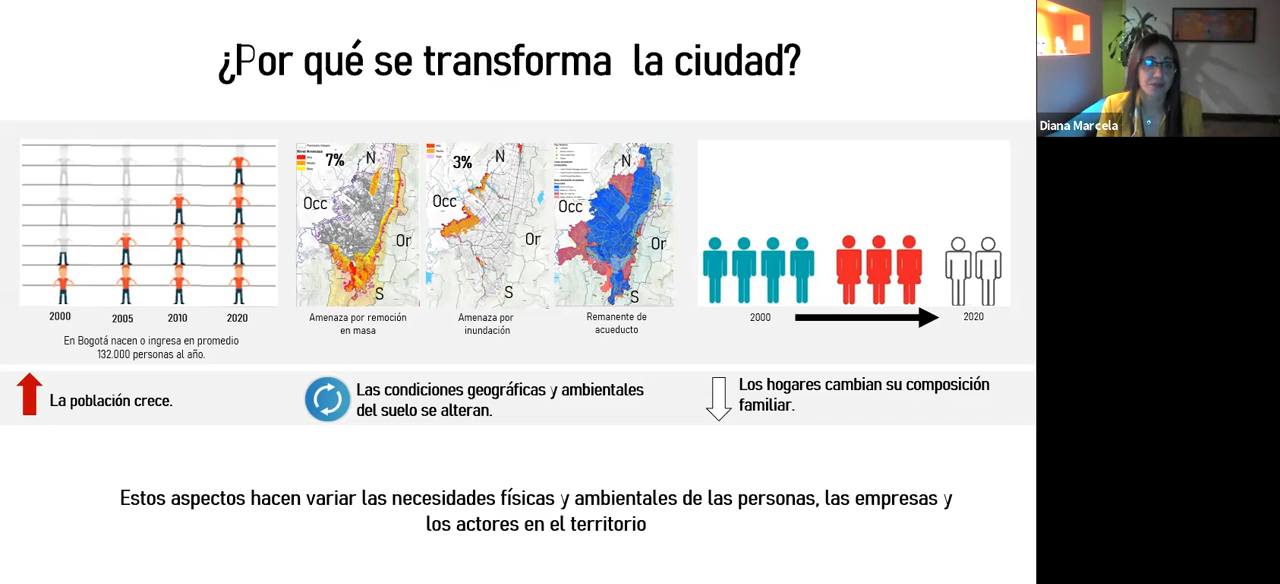 ¿Por qué se transforma la ciudad?
Diana Marcela
7%
N
Occ
Or
S
3%
N
Occ
Or
S
N
Occ
Or
S
2000
2005
2010
2020
En Bogotá nacen o ingresa en promedio
132.000 personas al año.
Amenaza por remoción
en masa
Amenaza por
inundación
Remanente de
acueducto
2000
2020
La población crece.
Las condiciones geográficas y ambientales
del suelo se alteran.
Los hogares cambian su composición
familiar.
Estos aspectos hacen variar las necesidades físicas y ambientales de las personas, las empresas y
los actores en el territorio